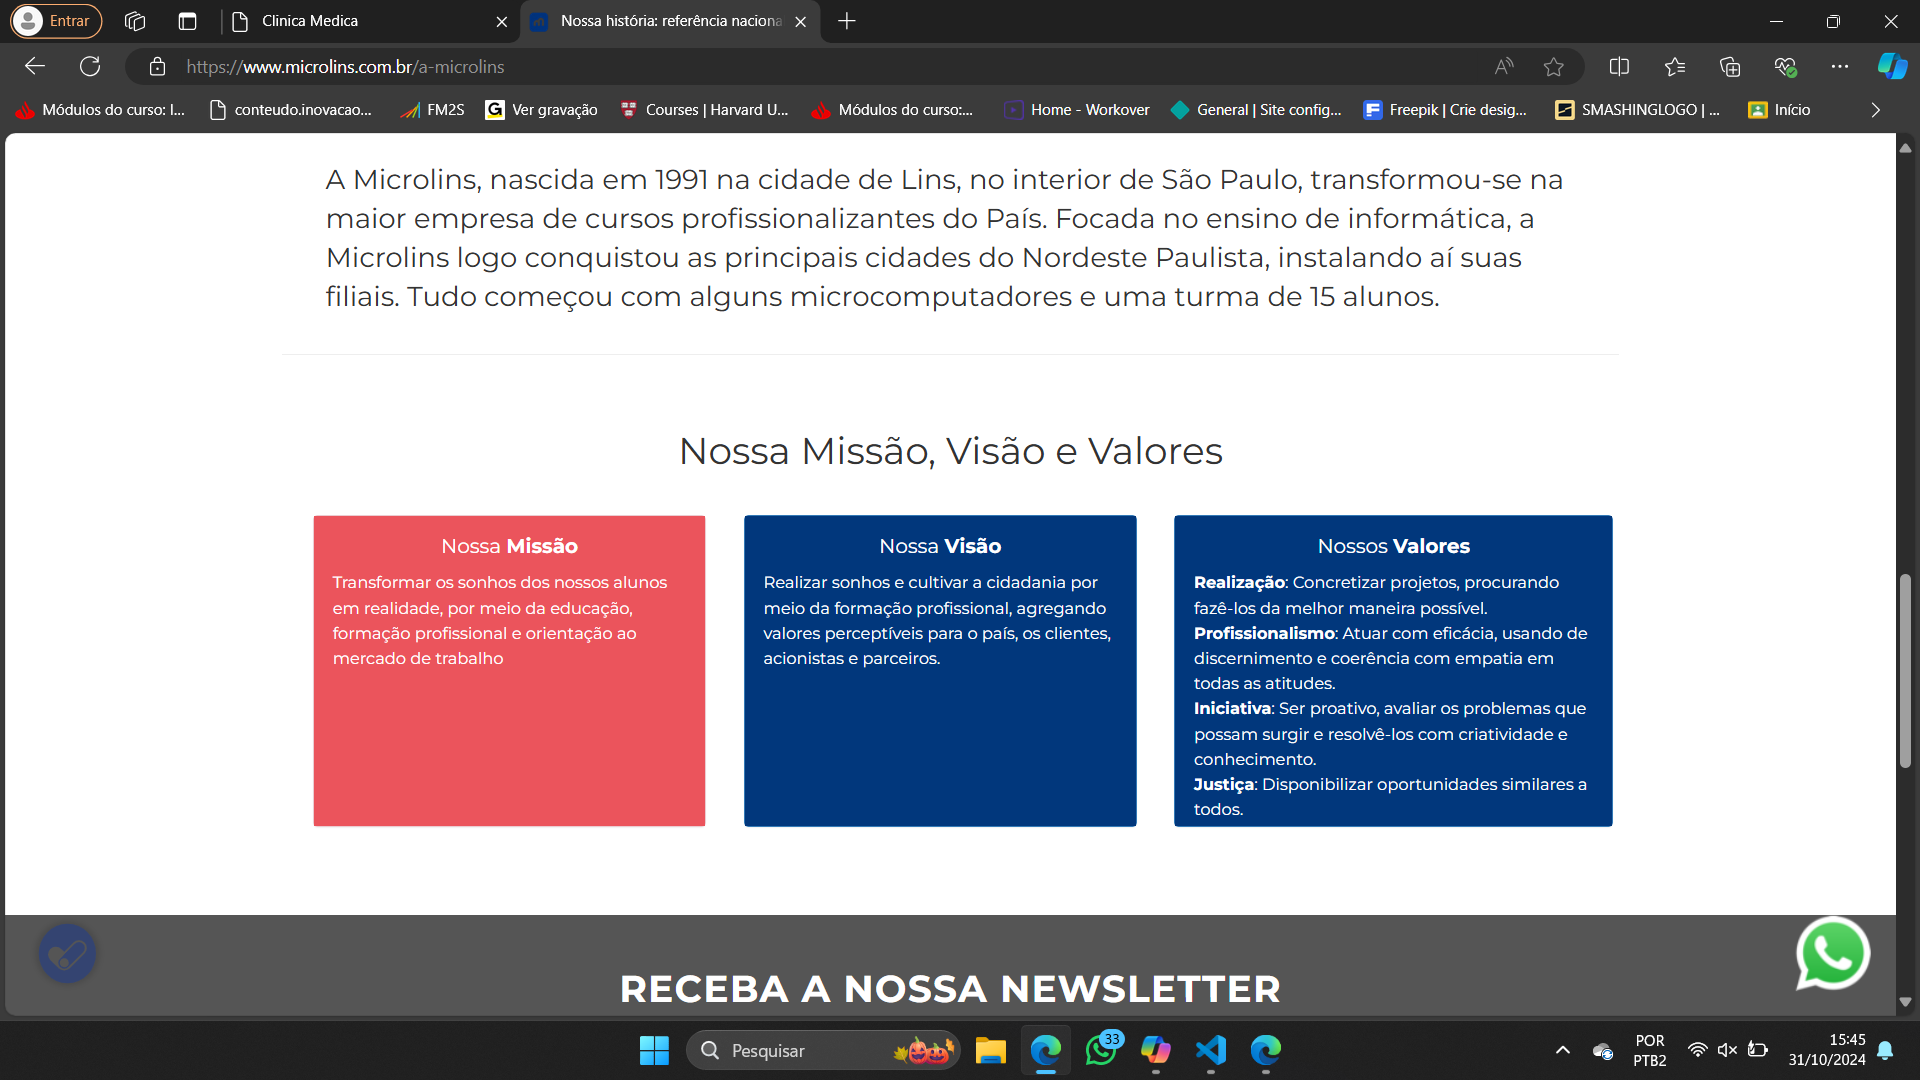 Entrar
Clinica Medica
Nossa história: referência naciona
https://www.microlins.com.br/a-microlins
Módulos do curso: I...
conteudo.inovacao...
FM2S
Ver gravação
Courses | Harvard U...
Módulos do curso:...
Home - Workover
General | Site config...
Freepik | Crie desig...
SMASHINGLOGO | ...
Início
A Microlins, nascida em 1991 na cidade de Lins, no interior de São Paulo, transformou-se na
maior empresa de cursos profissionalizantes do País. Focada no ensino de informática, a
Microlins logo conquistou as principais cidades do Nordeste Paulista, instalando aí suas
filiais. Tudo começou com alguns microcomputadores e uma turma de 15 alunos.
Nossa Missão, Visão e Valores
Nossa Missão
Transformar os sonhos dos nossos alunos
em realidade, por meio da educação,
formação profissional e orientação ao
mercado de trabalho
Nossa Visão
Realizar sonhos e cultivar a cidadania por
meio da formação profissional, agregando
valores perceptíveis para o país, os clientes,
acionistas e parceiros.
Nossos Valores
Realização: Concretizar projetos, procurando
fazê-los da melhor maneira possível.
Profissionalismo: Atuar com eficácia, usando de
discernimento e coerência com empatia em
todas as atitudes.
Iniciativa: Ser proativo, avaliar os problemas que
possam surgir e resolvê-los com criatividade e
conhecimento.
Justiça: Disponibilizar oportunidades similares a
todos.
RECEBA A NOSSA NEWSLETTER
Pesquisar
33
POR
PTB2
15:45
31/10/2024